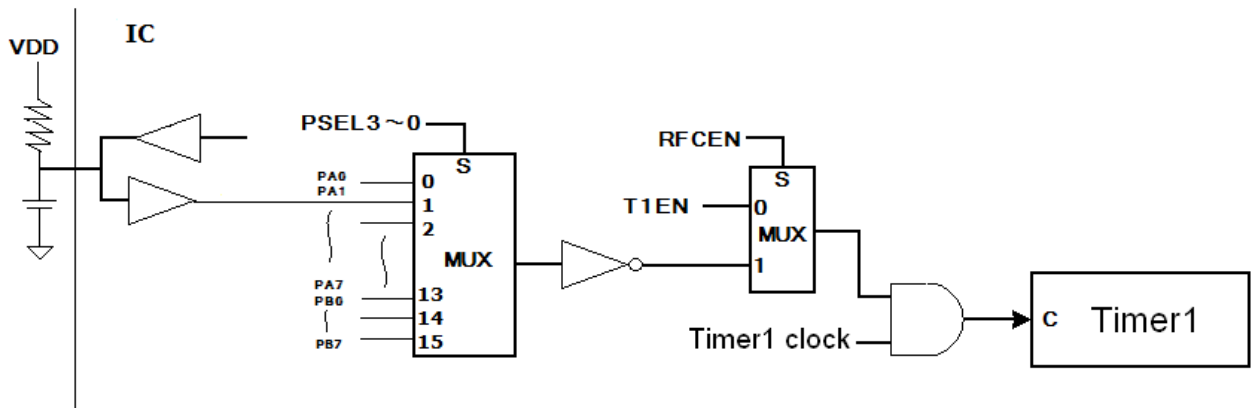 IC
VDD
PSEL3~0
RFCEN
S
S
PA0
0
PA1
1
T1EN
0
2
MUX
MUX
1
PA7
13
PB0
14
PB7
15
Timer1 clock
C
Timer1